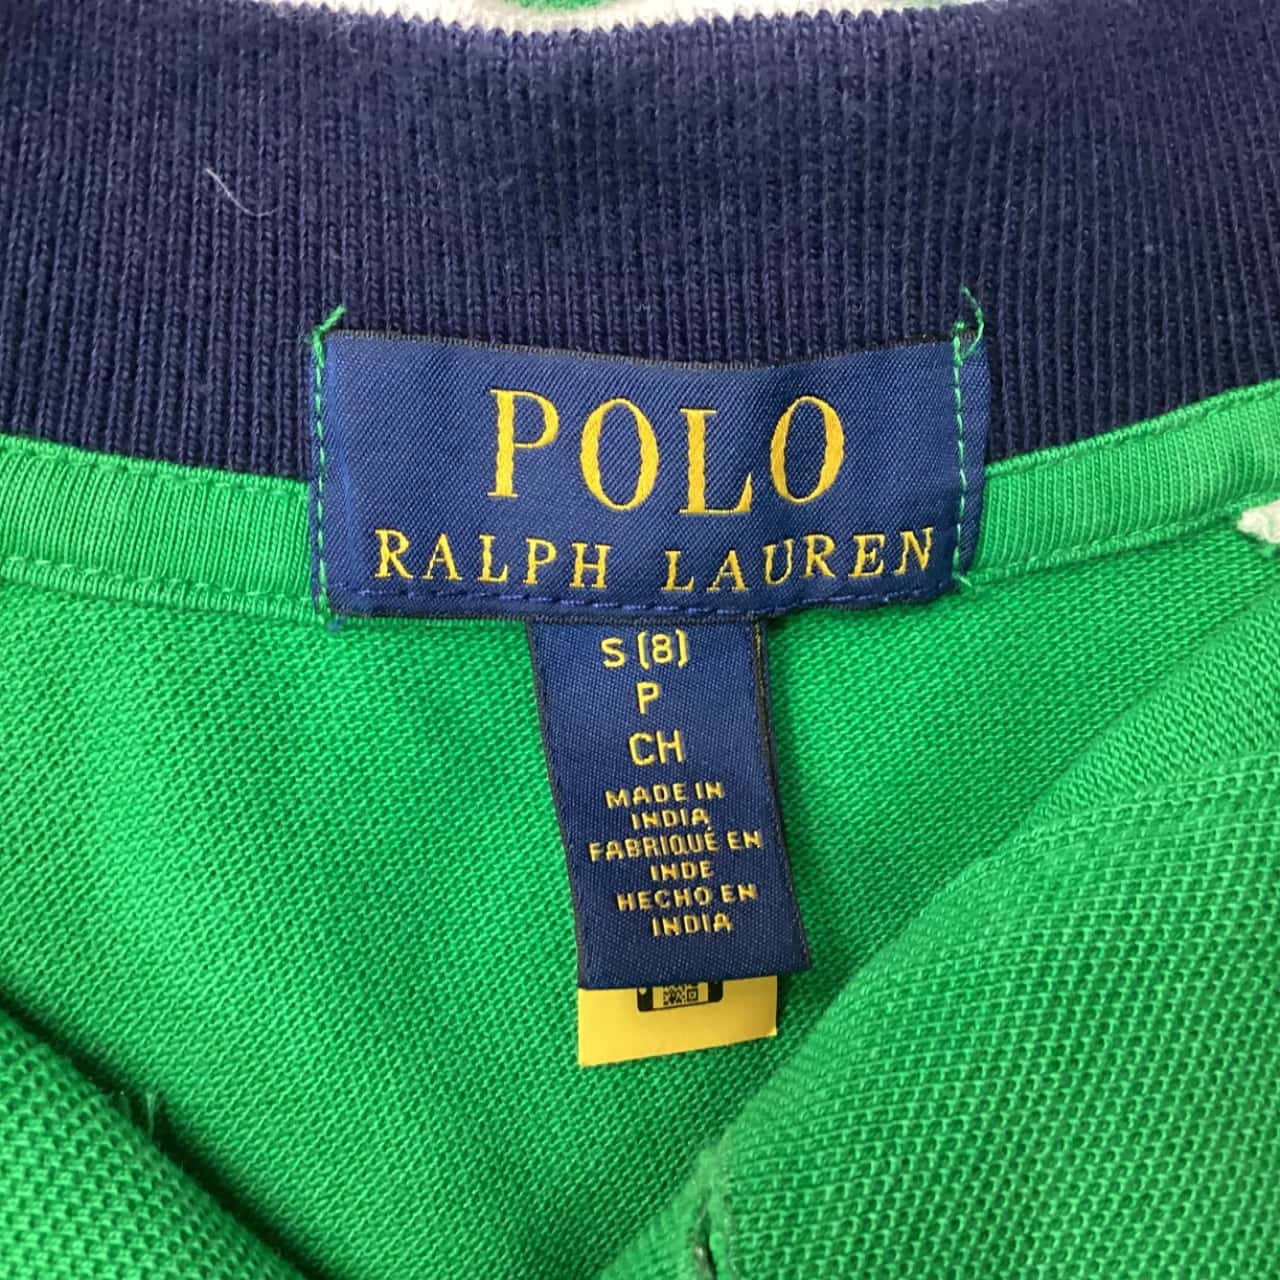 POLO
RALPH LAUREN
S (8)
P
CH
MADE IN
INDIA
FABRIQUÉ EN
INDE
HECHO EN
INDIA